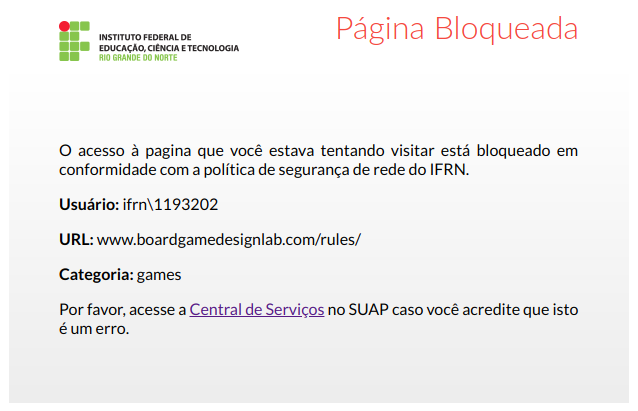 INSTITUTO FEDERAL DE
EDUCAÇÃO, CIÊNCIA E TECNOLOGIA
RIO GRANDE DO NORTE
Página Bloqueada
O acesso à pagina que você estava tentando visitar está bloqueado em
conformidade com a política de segurança de rede do IFRN.
Usuário: ifrn\1193202
URL: www.boardgamedesignlab.com/rules/
Categoria: games
Por favor, acesse a Central de Serviços no SUAP caso você acredite que isto
é um erro.